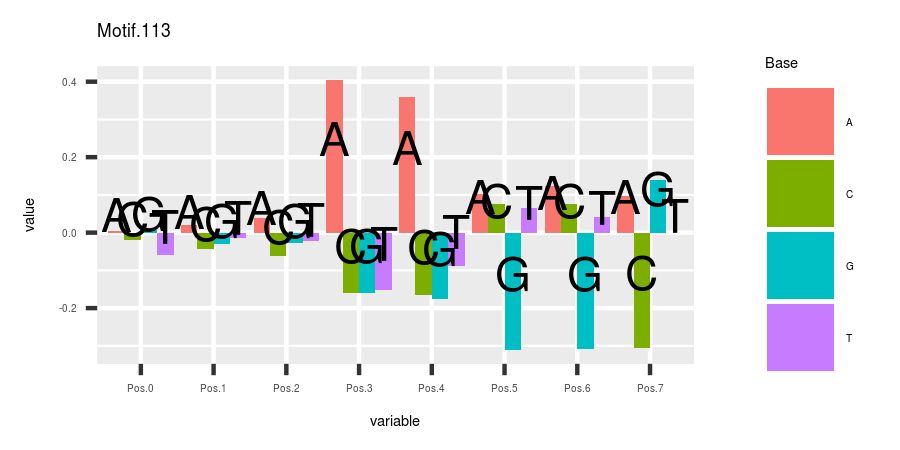 Motif.113
value
0.4
0.2
0.0
-0.2
A C G T A C G T A C G T A C G T A C G T A C G T A C G T A C G T
Pos.0 Pos.1 Pos.2 Pos.3 Pos.4 Pos.5 Pos.6 Pos.7
variable
Base
A
C
G
T